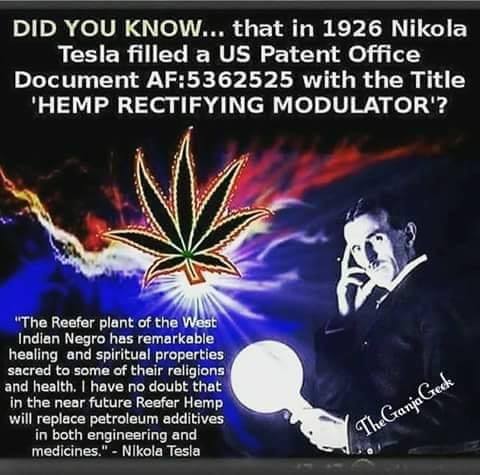 DID YOU KNOW... that in 1926 Nikola
Tesla filled a US Patent Office
Document AF:5362525 with the Title
'HEMP RECTIFYING MODULATOR'?
"The Reefer plant of the West
Indian Negro has remarkable
healing and spiritual properties
sacred to some of their religions
and health. I have no doubt that
in the near future Reefer Hemp
will replace petroleum additives
in both engineering and
medicines." - Nikola Tesla
TheGanjaGeek